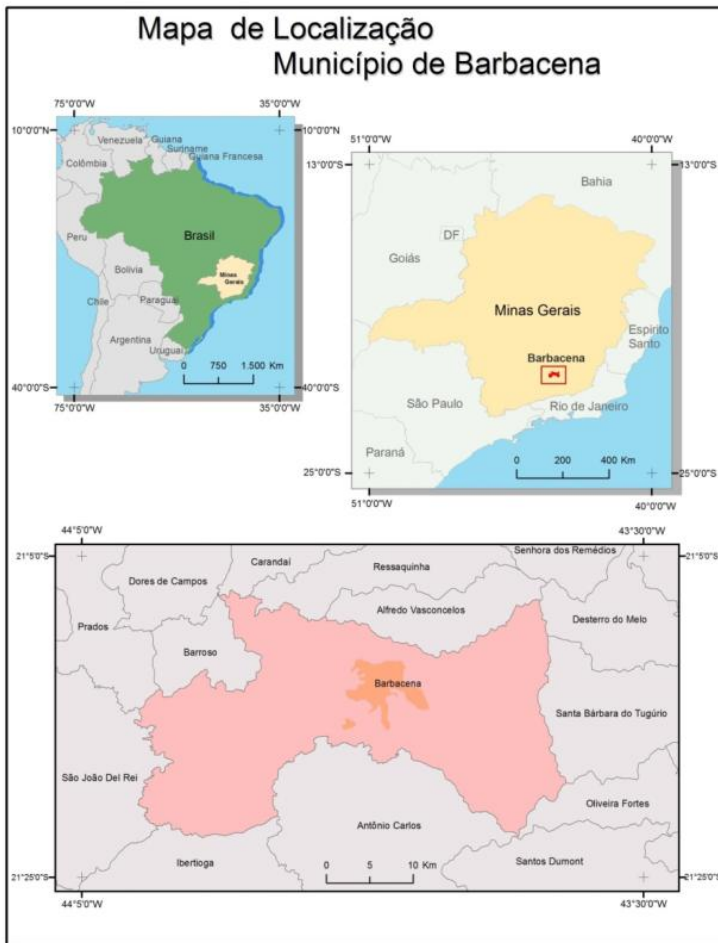 Mapa de Localização
Município de Barbacena
75°0'0"W 35°0'0"W
10°0'0"N 10°0'0"N
Venezuela
Guiana
Suriname
Guiana Francesa
Colômbia
Brasil
Peru
Bolivia
Minas
Gerais
Chile
Paraguai
Argentina
Uruguai
0 750 1.500 Km
40°0'0"S 40°0'0"S
75°0'0"W 35°0'0"W
51°0'0"W 40°0'0"W
13°0'0"S 13°0'0"S
Bahia
DF
Goiás
Minas Gerais
Espirito
Santo
Barbacena
São Paulo
Rio de Janeiro
Paraná
0 200 400 Km
25°0'0"S 25°0'0"S
51°0'0"W 40°0'0"W
44°5'0"W 43°30'0"W
21°5'0"S 21°5'0"S
Senhora dos Remédios
Carandaí
Ressaquinha
Dores de Campos
Alfredo Vasconcelos
Desterro do Melo
Prados
Barroso
Barbacena
Santa Bárbara do Tugúrio
São João Del Rei
Oliveira Fortes
Antônio Carlos
Ibertioga
Santos Dumont
0 5 10 Km
21°25'0"S 21°25'0"S
44°5'0"W 43°30'0"W